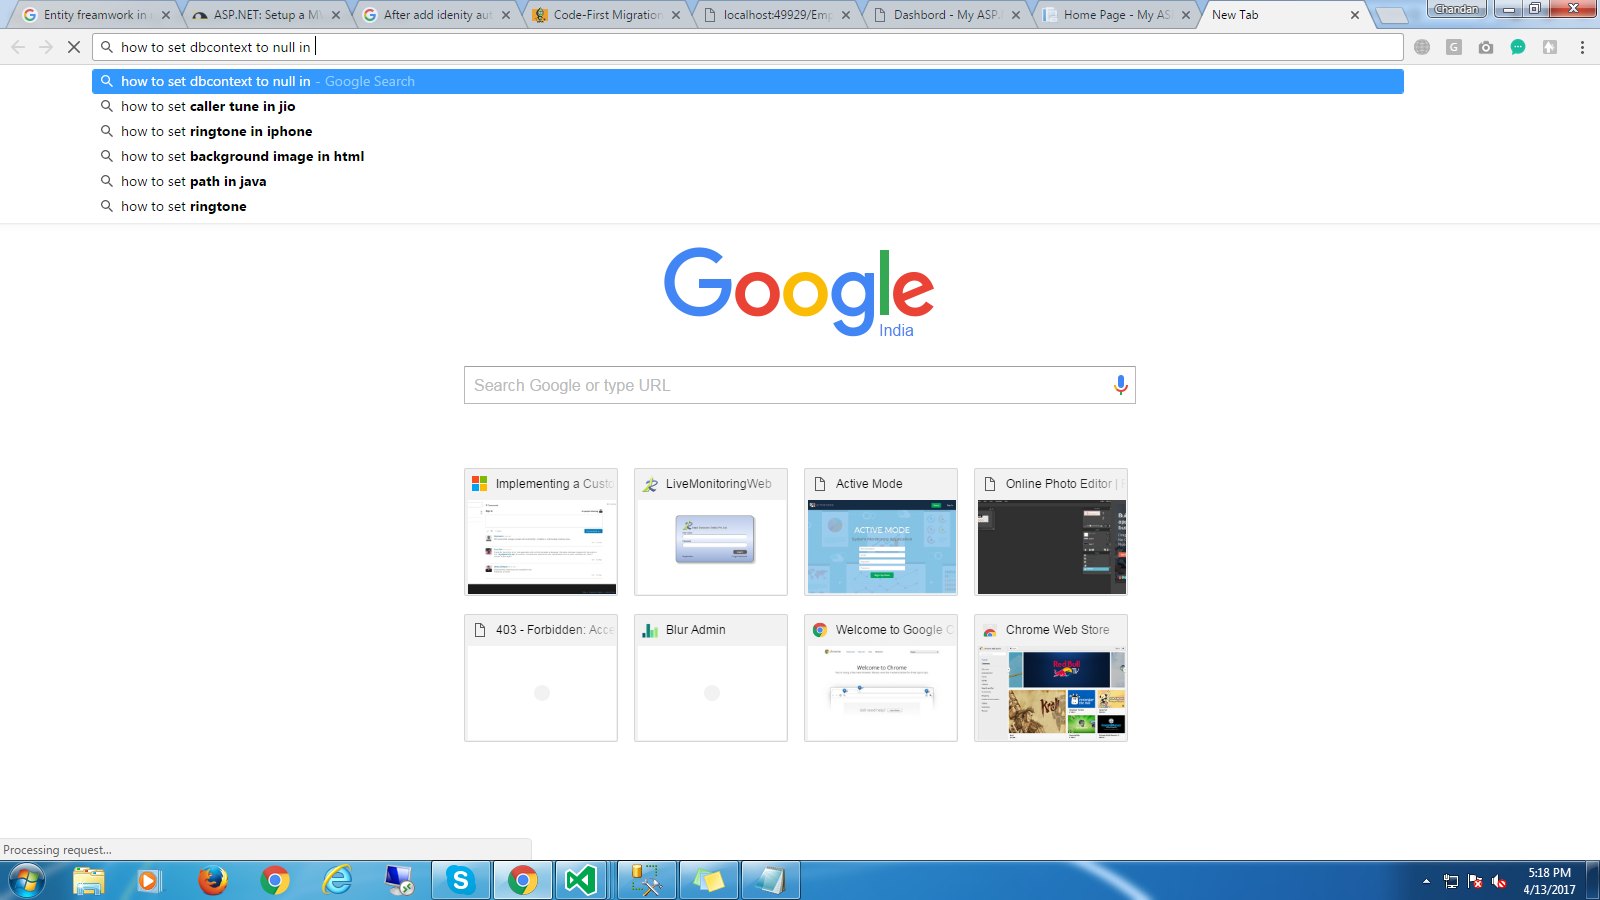 Entity freamwork in
ASP.NET: Setup a MV
After add idenity aut
Code-First Migration
localhost:49929/Emp
Dashbord - My ASP.
Home Page - My AS
New Tab
Chandan
how to set dbcontext to null in
how to set dbcontext to null in - Google Search
how to set caller tune in jio
how to set ringtone in iphone
how to set background image in html
how to set path in java
how to set ringtone
Google
India
Search Google or type URL
Implementing a Custo
LiveMonitoringWeb
Active Mode
Online Photo Editor |
ACTIVE MODE
403 - Forbidden: Acce
Blur Admin
Welcome to Google C
Chrome Web Store
Welcome to Chrome
Red Bull
TV
Processing request...
5:18 PM
4/13/2017